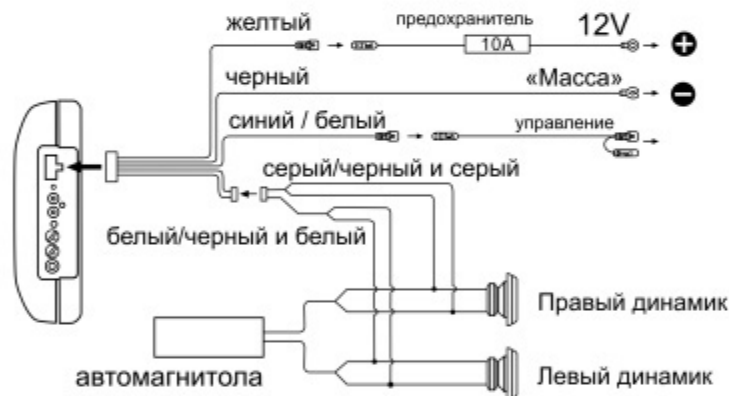 желтый
предохранитель
12V
10A
черный
«Масса»
синий / белый
управление
серый/черный и серый
белый/черный и белый
Правый динамик
автомагнитола
Левый динамик